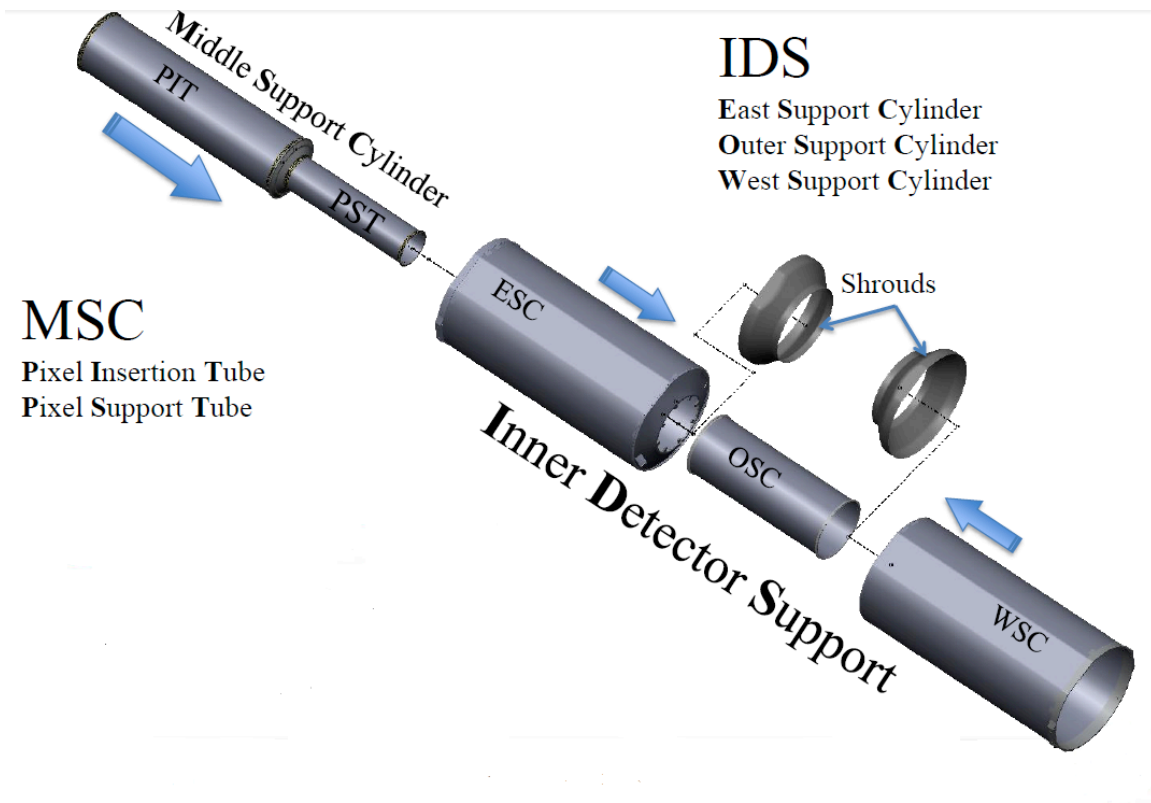 Middle Support Cylinder
PIT
PST
IDS
East Support Cylinder
Outer Support Cylinder
West Support Cylinder
MSC
Pixel Insertion Tube
Pixel Support Tube
ESC
Shrouds
OSC
Inner Detector Support
WSC